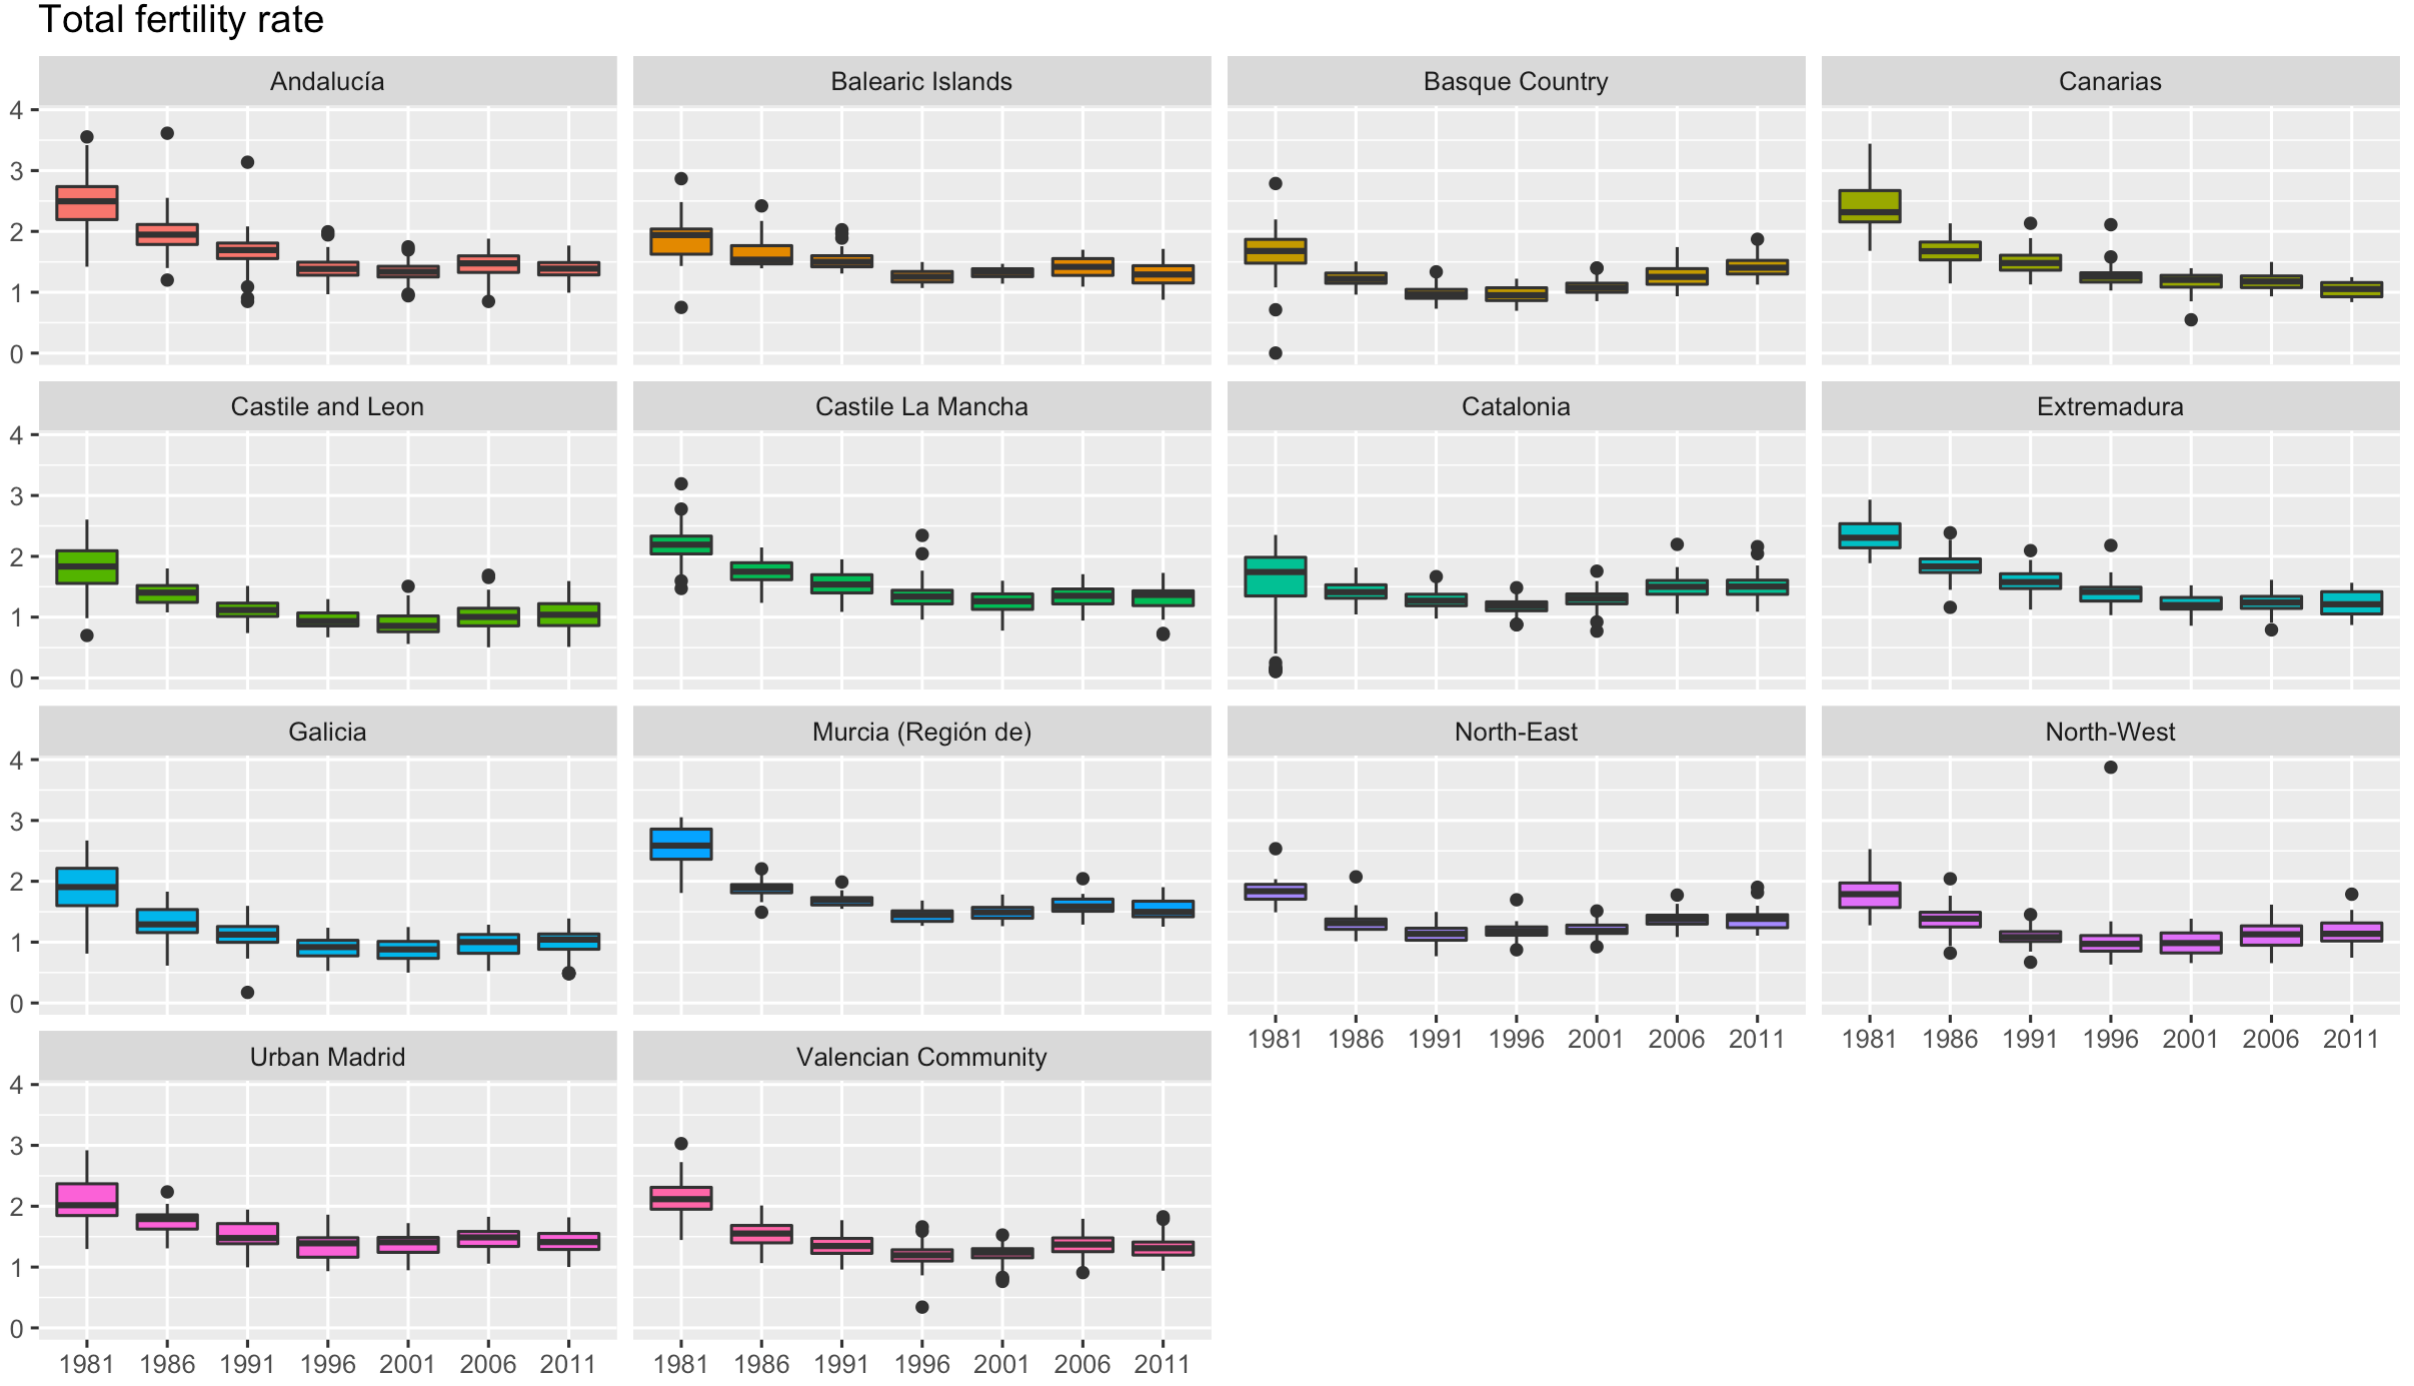 Total fertility rate
Andalucía Balearic Islands Basque Country Canarias
4
3
2
1
0
Castile and Leon Castile La Mancha Catalonia Extremadura
4
3
2
1
0
Galicia Murcia (Región de) North-East North-West
4
3
2
1
0
1981 1986 1991 1996 2001 2006 2011 1981 1986 1991 1996 2001 2006 2011
Urban Madrid Valencian Community
4
3
2
1
0
1981 1986 1991 1996 2001 2006 2011 1981 1986 1991 1996 2001 2006 2011